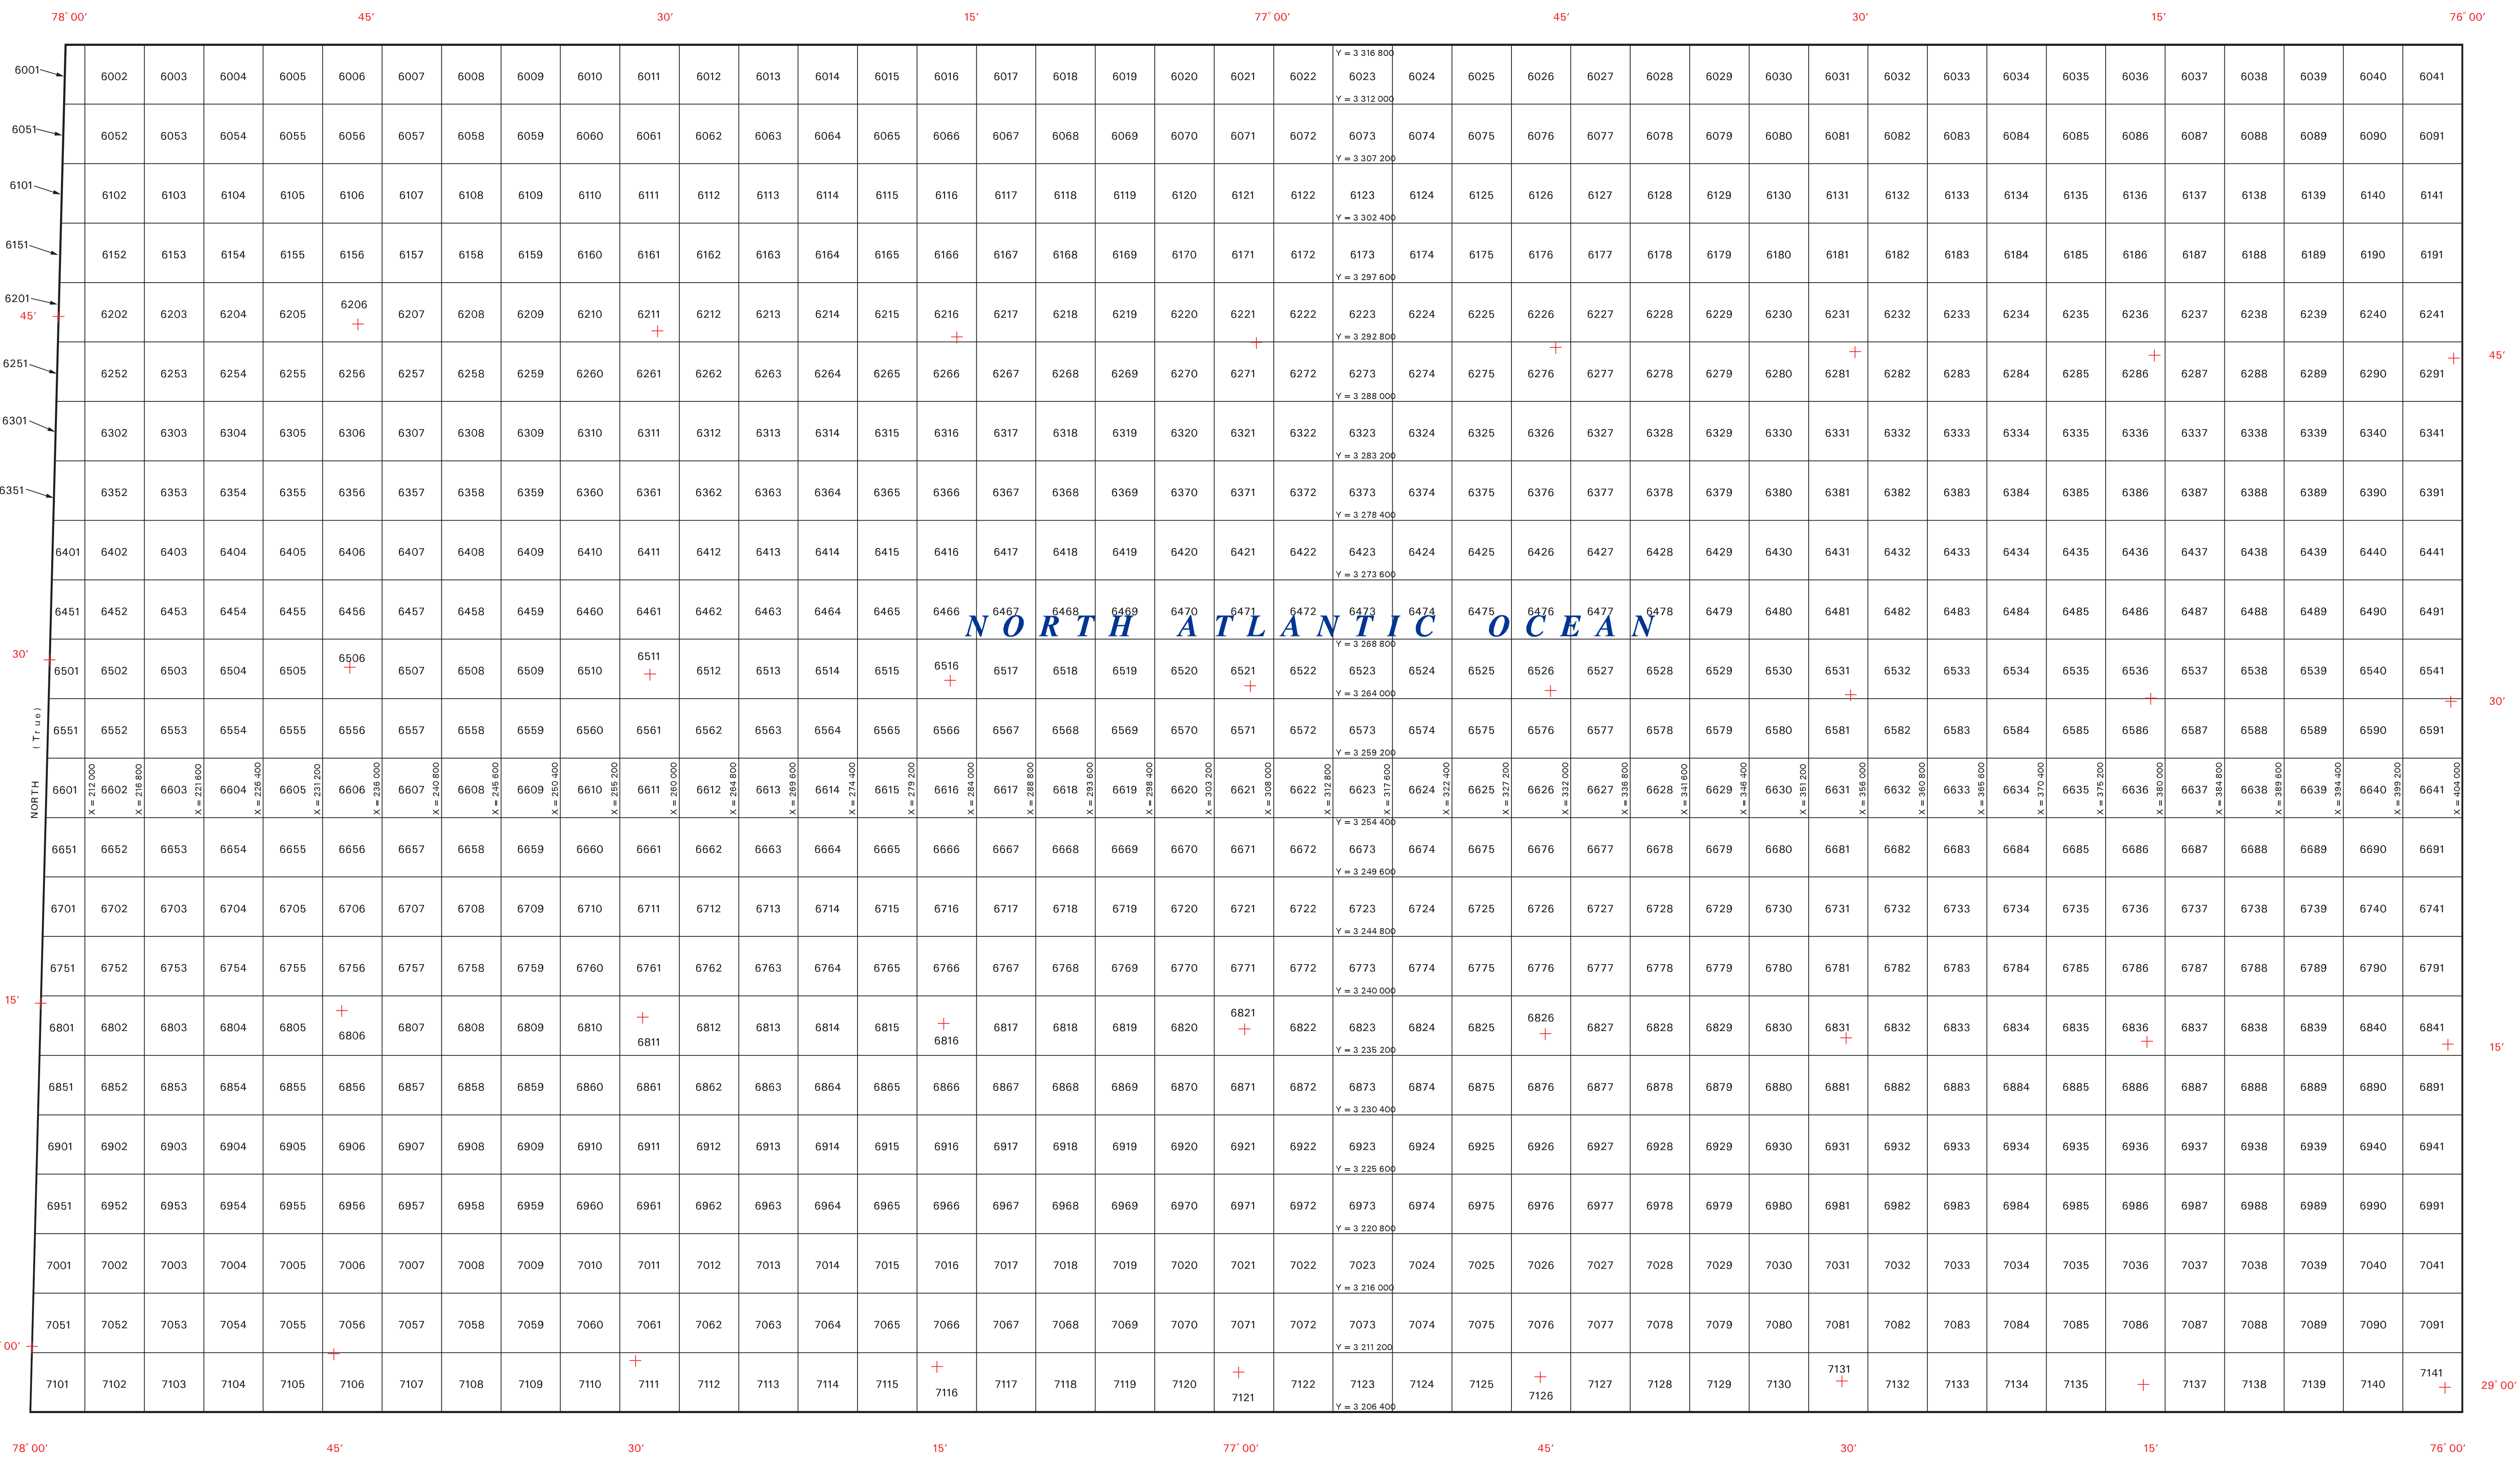 78° 00’ 45’ 30’ 15’ 77° 00’ 45’ 30’ 15’ 76° 00’
Y = 3 316 800
6001 6002 6003 6004 6005 6006 6007 6008 6009 6010 6011 6012 6013 6014 6015 6016 6017 6018 6019 6020 6021 6022 6023 6024 6025 6026 6027 6028 6029 6030 6031 6032 6033 6034 6035 6036 6037 6038 6039 6040 6041
Y = 3 312 000
6051 6052 6053 6054 6055 6056 6057 6058 6059 6060 6061 6062 6063 6064 6065 6066 6067 6068 6069 6070 6071 6072 6073 6074 6075 6076 6077 6078 6079 6080 6081 6082 6083 6084 6085 6086 6087 6088 6089 6090 6091
Y = 3 307 200
6101 6102 6103 6104 6105 6106 6107 6108 6109 6110 6111 6112 6113 6114 6115 6116 6117 6118 6119 6120 6121 6122 6123 6124 6125 6126 6127 6128 6129 6130 6131 6132 6133 6134 6135 6136 6137 6138 6139 6140 6141
Y = 3 302 400
6151 6152 6153 6154 6155 6156 6157 6158 6159 6160 6161 6162 6163 6164 6165 6166 6167 6168 6169 6170 6171 6172 6173 6174 6175 6176 6177 6178 6179 6180 6181 6182 6183 6184 6185 6186 6187 6188 6189 6190 6191
Y = 3 297 600
6201 6202 6203 6204 6205 6206 6207 6208 6209 6210 6211 6212 6213 6214 6215 6216 6217 6218 6219 6220 6221 6222 6223 6224 6225 6226 6227 6228 6229 6230 6231 6232 6233 6234 6235 6236 6237 6238 6239 6240 6241
45’
Y = 3 292 800
45’
6251 6252 6253 6254 6255 6256 6257 6258 6259 6260 6261 6262 6263 6264 6265 6266 6267 6268 6269 6270 6271 6272 6273 6274 6275 6276 6277 6278 6279 6280 6281 6282 6283 6284 6285 6286 6287 6288 6289 6290 6291
Y = 3 288 000
6301 6302 6303 6304 6305 6306 6307 6308 6309 6310 6311 6312 6313 6314 6315 6316 6317 6318 6319 6320 6321 6322 6323 6324 6325 6326 6327 6328 6329 6330 6331 6332 6333 6334 6335 6336 6337 6338 6339 6340 6341
Y = 3 283 200
6351 6352 6353 6354 6355 6356 6357 6358 6359 6360 6361 6362 6363 6364 6365 6366 6367 6368 6369 6370 6371 6372 6373 6374 6375 6376 6377 6378 6379 6380 6381 6382 6383 6384 6385 6386 6387 6388 6389 6390 6391
Y = 3 278 400
6401 6402 6403 6404 6405 6406 6407 6408 6409 6410 6411 6412 6413 6414 6415 6416 6417 6418 6419 6420 6421 6422 6423 6424 6425 6426 6427 6428 6429 6430 6431 6432 6433 6434 6435 6436 6437 6438 6439 6440 6441
Y = 3 273 600
6451 6452 6453 6454 6455 6456 6457 6458 6459 6460 6461 6462 6463 6464 6465 6466 6467 6468 6469 6470 6471 6472 6473 6474 6475 6476 6477 6478 6479 6480 6481 6482 6483 6484 6485 6486 6487 6488 6489 6490 6491
NORTH ATLANTIC OCEAN
Y = 3 268 800
30’
6501 6502 6503 6504 6505 6506 6507 6508 6509 6510 6511 6512 6513 6514 6515 6516 6517 6518 6519 6520 6521 6522 6523 6524 6525 6526 6527 6528 6529 6530 6531 6532 6533 6534 6535 6536 6537 6538 6539 6540 6541
Y = 3 264 000
30’
6551 6552 6553 6554 6555 6556 6557 6558 6559 6560 6561 6562 6563 6564 6565 6566 6567 6568 6569 6570 6571 6572 6573 6574 6575 6576 6577 6578 6579 6580 6581 6582 6583 6584 6585 6586 6587 6588 6589 6590 6591
Y = 3 259 200
NORTH (True)
6601 6602 6603 6604 6605 6606 6607 6608 6609 6610 6611 6612 6613 6614 6615 6616 6617 6618 6619 6620 6621 6622 6623 6624 6625 6626 6627 6628 6629 6630 6631 6632 6633 6634 6635 6636 6637 6638 6639 6640 6641
X = 212 000
X = 216 800
X = 221 600
X = 226 400
X = 231 200
X = 236 000
X = 240 800
X = 245 600
X = 250 400
X = 255 200
X = 260 000
X = 264 800
X = 269 600
X = 274 400
X = 279 200
X = 284 000
X = 288 800
X = 293 600
X = 298 400
X = 303 200
X = 308 000
X = 312 800
X = 317 600
X = 322 400
X = 327 200
X = 332 000
X = 336 800
X = 341 600
X = 346 400
X = 351 200
X = 356 000
X = 360 800
X = 365 600
X = 370 400
X = 375 200
X = 380 000
X = 384 800
X = 389 600
X = 394 400
X = 399 200
X = 404 000
Y = 3 254 400
6651 6652 6653 6654 6655 6656 6657 6658 6659 6660 6661 6662 6663 6664 6665 6666 6667 6668 6669 6670 6671 6672 6673 6674 6675 6676 6677 6678 6679 6680 6681 6682 6683 6684 6685 6686 6687 6688 6689 6690 6691
Y = 3 249 600
6701 6702 6703 6704 6705 6706 6707 6708 6709 6710 6711 6712 6713 6714 6715 6716 6717 6718 6719 6720 6721 6722 6723 6724 6725 6726 6727 6728 6729 6730 6731 6732 6733 6734 6735 6736 6737 6738 6739 6740 6741
Y = 3 244 800
6751 6752 6753 6754 6755 6756 6757 6758 6759 6760 6761 6762 6763 6764 6765 6766 6767 6768 6769 6770 6771 6772 6773 6774 6775 6776 6777 6778 6779 6780 6781 6782 6783 6784 6785 6786 6787 6788 6789 6790 6791
Y = 3 240 000
15’
6801 6802 6803 6804 6805 6806 6807 6808 6809 6810 6811 6812 6813 6814 6815 6816 6817 6818 6819 6820 6821 6822 6823 6824 6825 6826 6827 6828 6829 6830 6831 6832 6833 6834 6835 6836 6837 6838 6839 6840 6841
Y = 3 235 200
15’
6851 6852 6853 6854 6855 6856 6857 6858 6859 6860 6861 6862 6863 6864 6865 6866 6867 6868 6869 6870 6871 6872 6873 6874 6875 6876 6877 6878 6879 6880 6881 6882 6883 6884 6885 6886 6887 6888 6889 6890 6891
Y = 3 230 400
6901 6902 6903 6904 6905 6906 6907 6908 6909 6910 6911 6912 6913 6914 6915 6916 6917 6918 6919 6920 6921 6922 6923 6924 6925 6926 6927 6928 6929 6930 6931 6932 6933 6934 6935 6936 6937 6938 6939 6940 6941
Y = 3 225 600
6951 6952 6953 6954 6955 6956 6957 6958 6959 6960 6961 6962 6963 6964 6965 6966 6967 6968 6969 6970 6971 6972 6973 6974 6975 6976 6977 6978 6979 6980 6981 6982 6983 6984 6985 6986 6987 6988 6989 6990 6991
Y = 3 220 800
7001 7002 7003 7004 7005 7006 7007 7008 7009 7010 7011 7012 7013 7014 7015 7016 7017 7018 7019 7020 7021 7022 7023 7024 7025 7026 7027 7028 7029 7030 7031 7032 7033 7034 7035 7036 7037 7038 7039 7040 7041
Y = 3 216 000
7051 7052 7053 7054 7055 7056 7057 7058 7059 7060 7061 7062 7063 7064 7065 7066 7067 7068 7069 7070 7071 7072 7073 7074 7075 7076 7077 7078 7079 7080 7081 7082 7083 7084 7085 7086 7087 7088 7089 7090 7091
00’
Y = 3 211 200
7101 7102 7103 7104 7105 7106 7107 7108 7109 7110 7111 7112 7113 7114 7115 7116 7117 7118 7119 7120 7121 7122 7123 7124 7125 7126 7127 7128 7129 7130 7131 7132 7133 7134 7135 7137 7138 7139 7140 7141
29° 00’
Y = 3 206 400
78° 00’ 45’ 30’ 15’ 77° 00’ 45’ 30’ 15’ 76° 00’